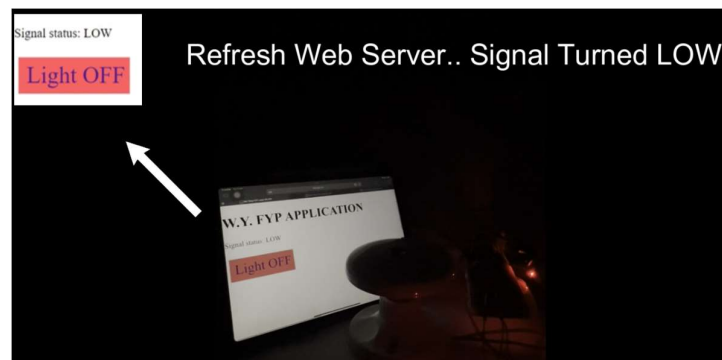 Signal status: LOW
Light OFF
Refresh Web Server.. Signal Turned LOW
W.Y. FYP APPLICATION
Signal status: LOW
Light OFF